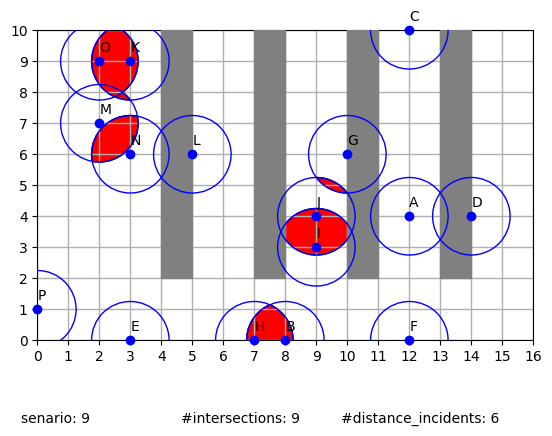 C
10
O K
9
8
M
7
N L G
6
5
J A D
4
I
3
2
P
1
E H B F
0
0 1 2 3 4 5 6 7 8 9 10 11 12 13 14 15 16
senario: 9 #intersections: 9 #distance_incidents: 6